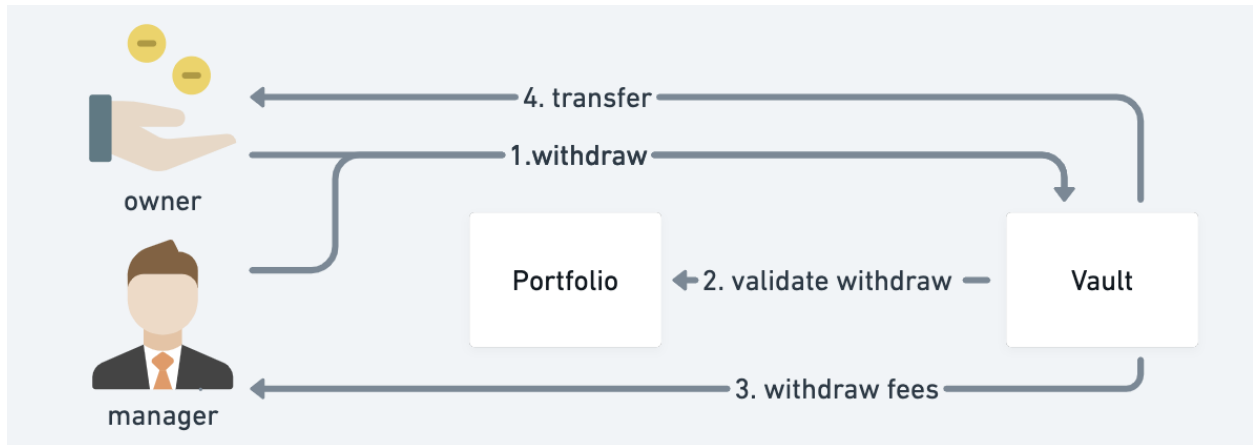 4. transfer
1.withdraw
owner
Portfolio
2. validate withdraw
Vault
3. withdraw fees
manager